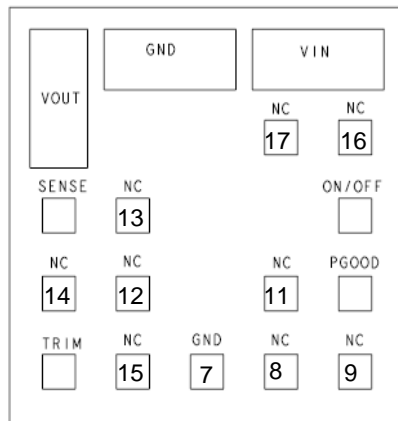 GND VIN
VOUT
NC NC
17 16
SENSE NC ON/OFF
13
NC NC NC PGOOD
14 12 11
TRIM NC GND NC NC
15 7 8 9